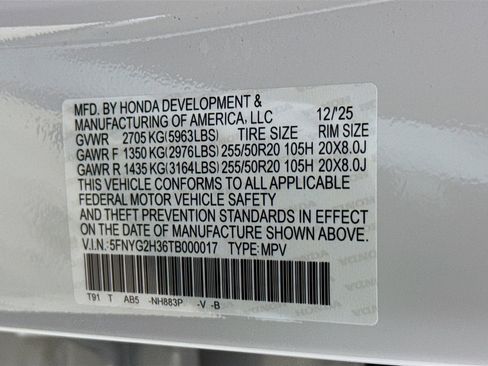 MFD. BY HONDA DEVELOPMENT &
MANUFACTURING OF AMERICA, LLC 12/25
GVWR 2705 KG(5963LBS) TIRE SIZE RIM SIZE
GAWR F 1350 KG(2976LBS) 255/50R20 105H 20X8.0J
GAWR R 1435 KG(3164LBS) 255/50R20 105H 20X8.0J
THIS VEHICLE CONFORMS TO ALL APPLICABLE
FEDERAL MOTOR VEHICLE SAFETY
AND THEFT PREVENTION STANDARDS IN EFFECT
ON THE DATE OF MANUFACTURE SHOWN ABOVE.
V.I.N.: 5FNYG2H36TB000017 TYPE: MPV
T91 T AB5 -NH883P -V -B